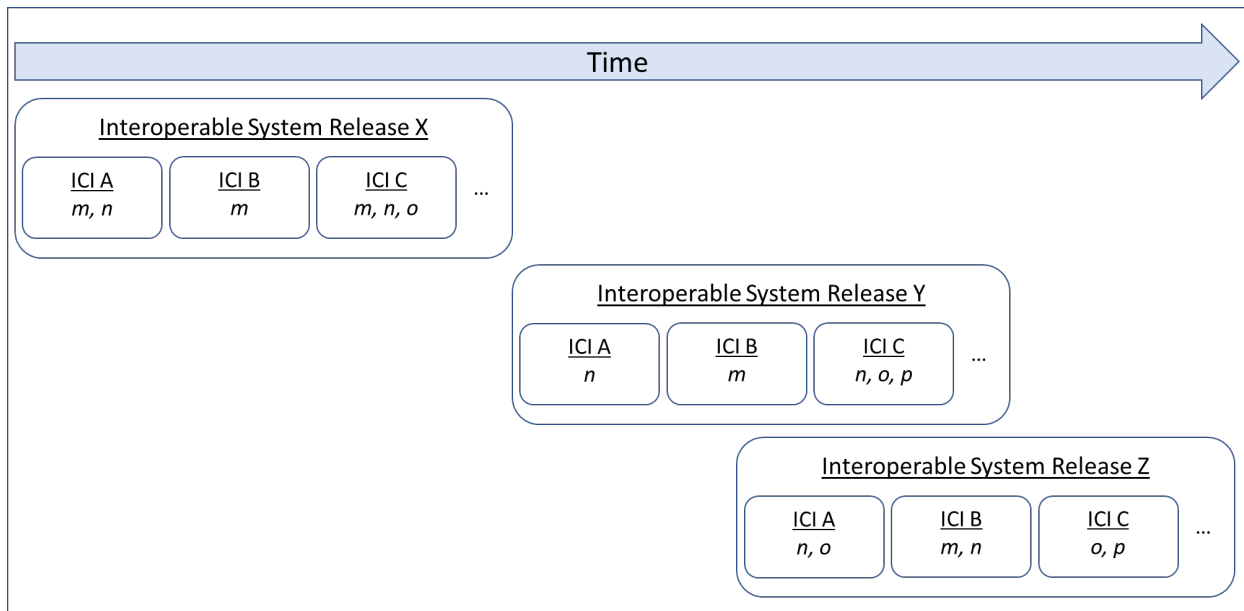 Time
Interoperable System Release X
ICI A
m, n
ICI B
m
ICI C
m, n, o
...
Interoperable System Release Y
ICI A
n
ICI B
m
ICI C
n, o, p
...
Interoperable System Release Z
ICI A
n, o
ICI B
m, n
ICI C
o, p
...